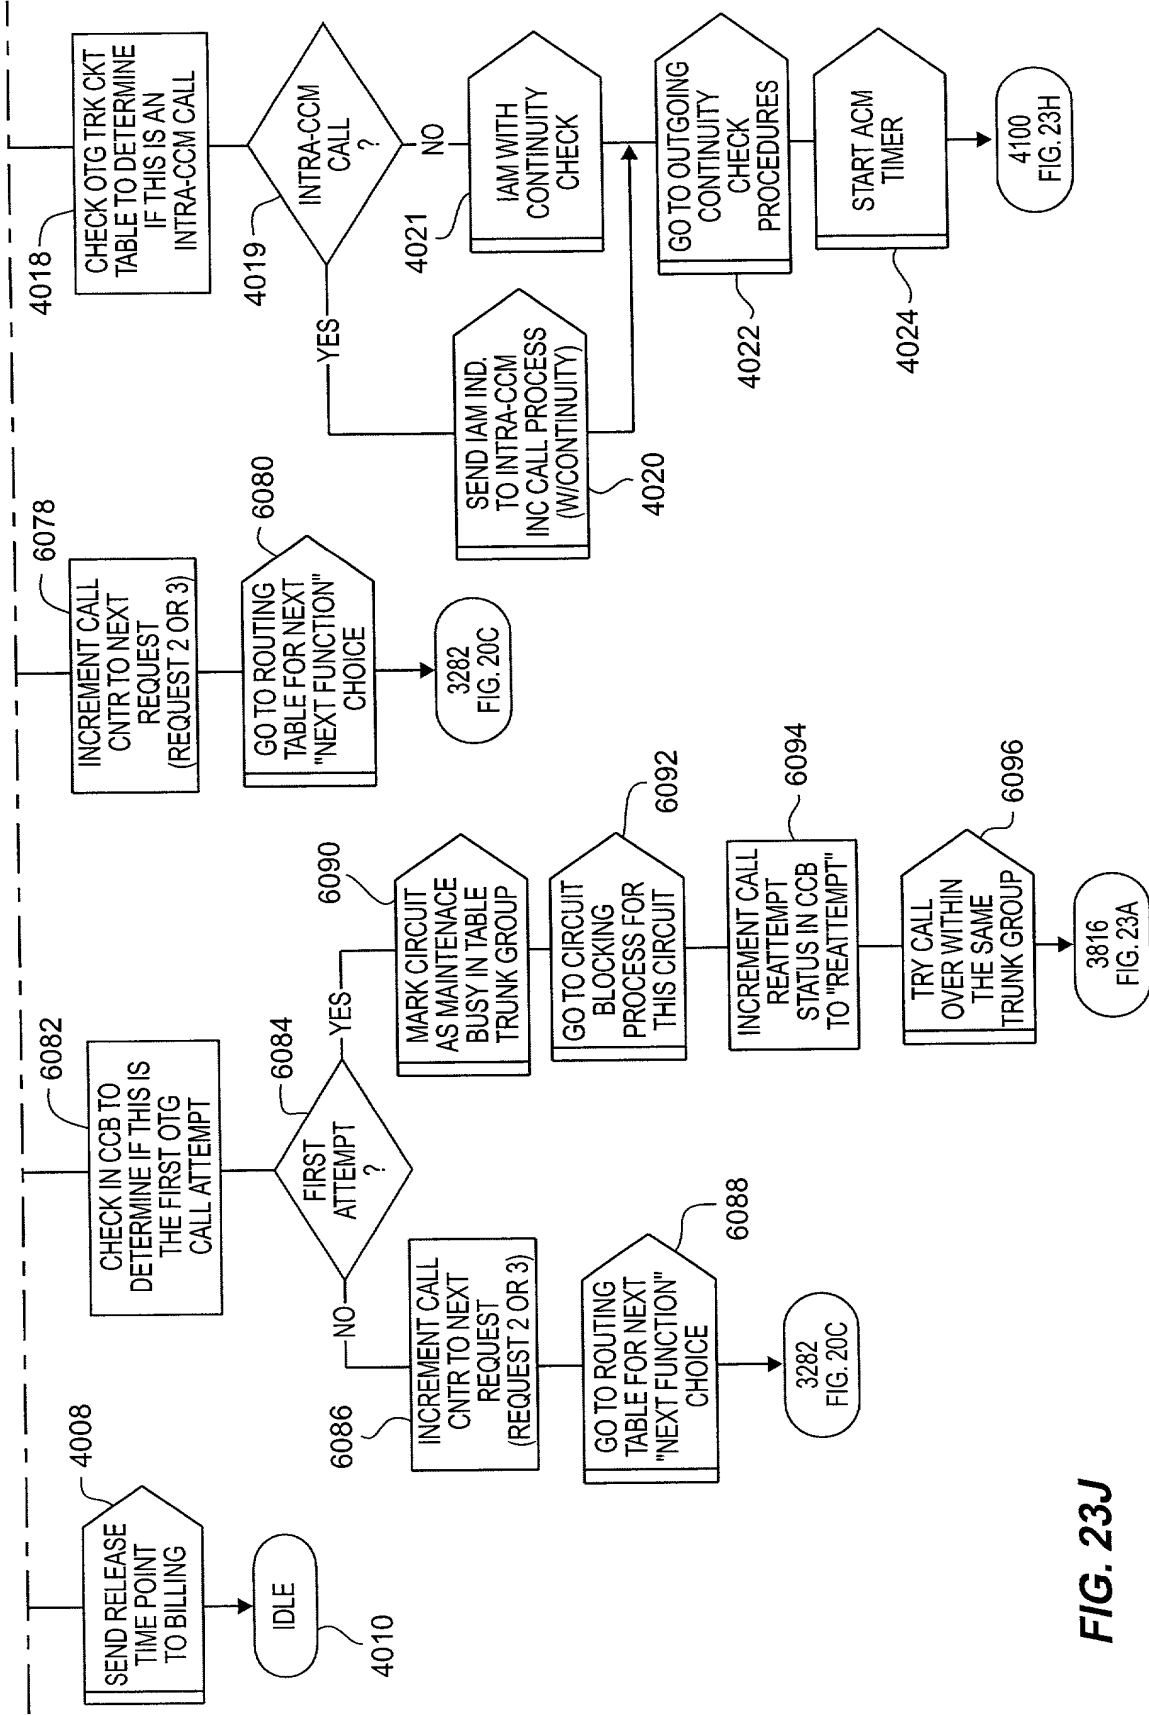 4008
SEND RELEASE
TIME POINT
TO BILLING
IDLE
4010
6082
CHECK IN CCB TO
DETERMINE IF THIS IS
THE FIRST OTG
CALL ATTEMPT
6084
FIRST
ATTEMPT
?
NO
YES
6086
INCREMENT CALL
CNTR TO NEXT
REQUEST
(REQUEST 2 OR 3)
6088
GO TO ROUTING
TABLE FOR NEXT
"NEXT FUNCTION"
CHOICE
3282
FIG. 20C
6090
MARK CIRCUIT
AS MAINTENACE
BUSY IN TABLE
TRUNK GROUP
6092
GO TO CIRCUIT
BLOCKING
PROCESS FOR
THIS CIRCUIT
6094
INCREMENT CALL
REATTEMPT
STATUS IN CCB
TO "REATTEMPT"
6096
TRY CALL
OVER WITHIN
THE SAME
TRUNK GROUP
3816
FIG. 23A
6078
INCREMENT CALL
CNTR TO NEXT
REQUEST
(REQUEST 2 OR 3)
6080
GO TO ROUTING
TABLE FOR NEXT
"NEXT FUNCTION"
CHOICE
3282
FIG. 20C
4018
CHECK OTG TRK CKT
TABLE TO DETERMINE
IF THIS IS AN
INTRA-CCM CALL
4019
INTRA-CCM
CALL
?
YES
NO
SEND IAM IND.
TO INTRA-CCM
INC CALL PROCESS
(W/CONTINUITY)
4020
4021
IAM WITH
CONTINUITY
CHECK
GO TO OUTGOING
CONTINUITY
CHECK
PROCEDURES
4022
START ACM
TIMER
4024
4100
FIG. 23H
FIG. 23J